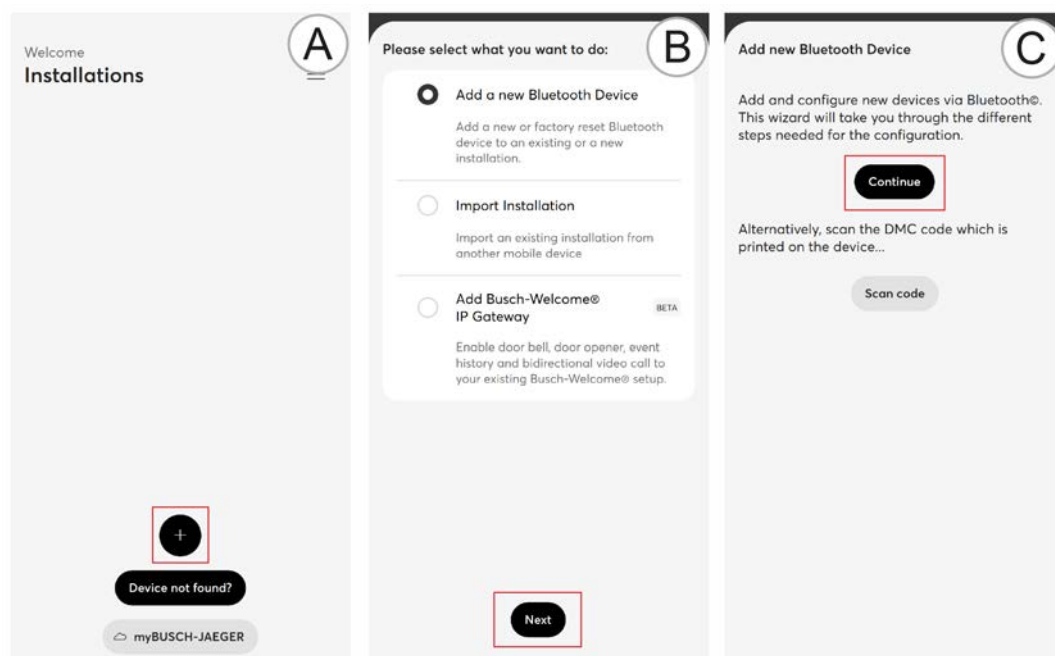 A
Welcome
Installations
+
Device not found?
myBUSCH-JAEGER
B
Please select what you want to do:
Add a new Bluetooth Device
Add a new or factory reset Bluetooth
device to an existing or a new
installation.
Import Installation
Import an existing installation from
another mobile device
Add Busch-Welcome®
IP Gateway
BETA
Enable door bell, door opener, event
history and bidirectional video call to
your existing Busch-Welcome® setup.
Next
C
Add new Bluetooth Device
Add and configure new devices via Bluetooth©.
This wizard will take you through the different
steps needed for the configuration.
Continue
Alternatively, scan the DMC code which is
printed on the device...
Scan code